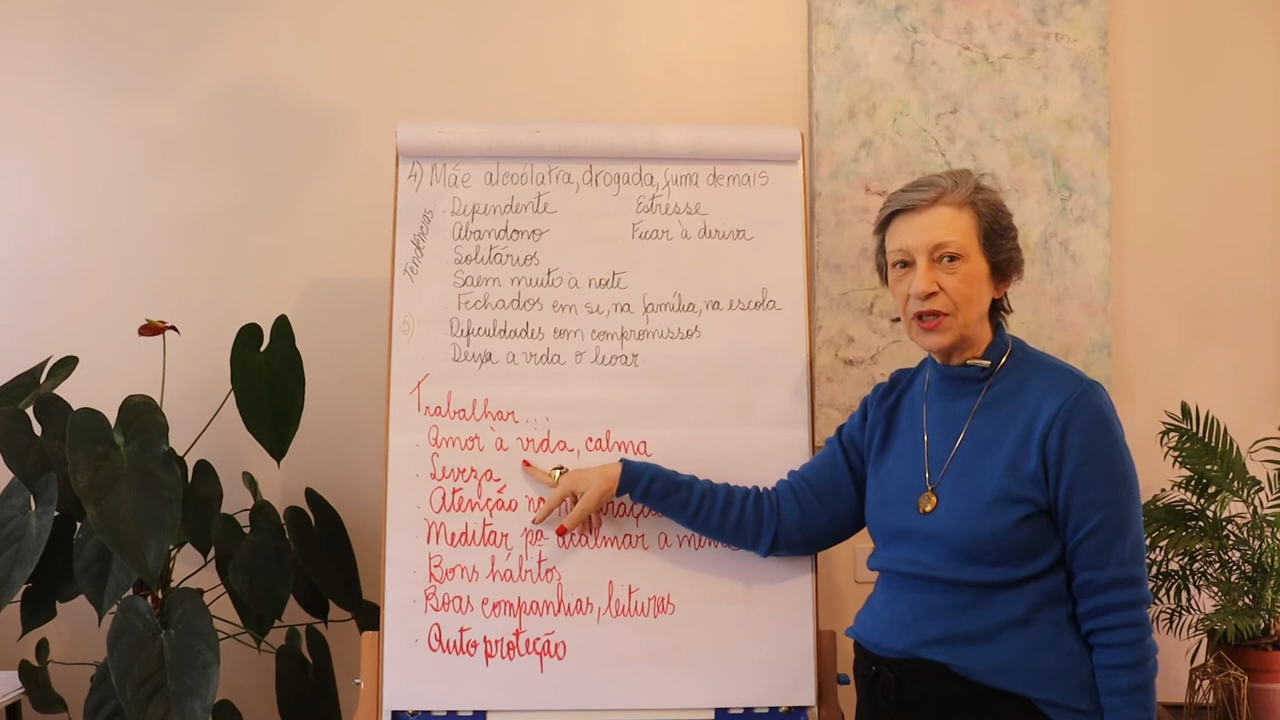 4) Mãe alcoólatra, drogada, fuma demais
Tendências
. Dependente Estresse
. Abandono Ficar à deriva
Solitários
Saem muito à noite
Fechados em si, na família, na escola
5)
Dificuldades com compromissos
Deixa a vida o levar
Trabalhar...
. Amor à vida, calma
. Leveza
Atenção na
Meditar pa acalmar a
. Bons hábitos
. Boas companhias, leituras
. Auto proteção